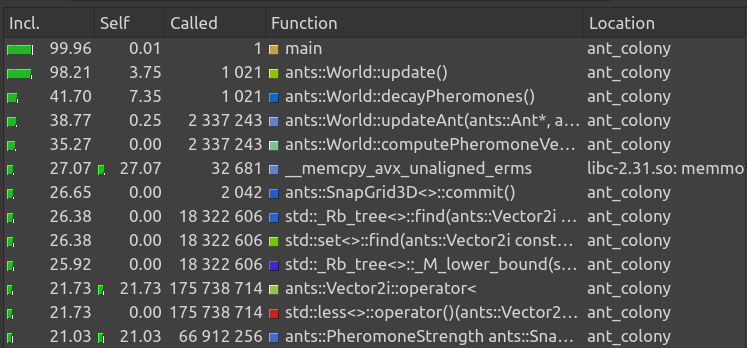 Incl. Self Called Function Location
99.96 0.01 1 main ant_colony
98.21 3.75 1 021 ants::World::update() ant_colony
41.70 7.35 1 021 ants::World::decayPheromones() ant_colony
38.77 0.25 2 337 243 ants::World::updateAnt(ants::Ant*, a... ant_colony
35.27 0.00 2 337 243 ants::World::computePheromoneVe... ant_colony
27.07 27.07 32 681 __memcpy_avx_unaligned_erms libc-2.31.so: memmo
26.65 0.00 2 042 ants::SnapGrid3D<>::commit() ant_colony
26.38 0.00 18 322 606 std::_Rb_tree<>::find(ants::Vector2i ... ant_colony
26.38 0.00 18 322 606 std::set<>::find(ants::Vector2i const... ant_colony
25.92 0.00 18 322 606 std::_Rb_tree<>::_M_lower_bound(s... ant_colony
21.73 21.73 175 738 714 ants::Vector2i::operator< ant_colony
21.73 0.00 175 738 714 std::less<>::operator()(ants::Vector2... ant_colony
21.03 21.03 66 912 256 ants::PheromoneStrength ants::Sna... ant_colony